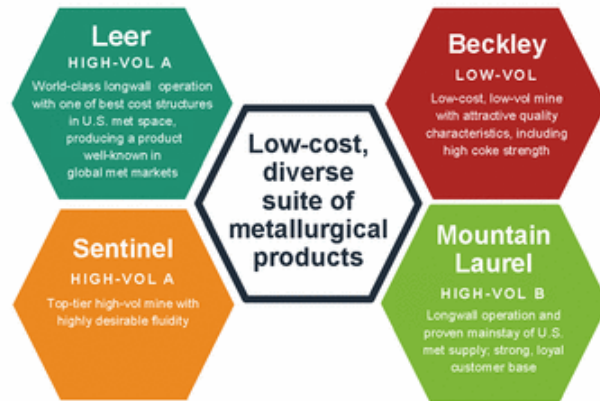 Leer
HIGH-VOL A
World-class longwall operation
with one of best cost structures
in U.S. met space,
producing a product
well-known in
global met markets
Beckley
LOW-VOL
Low-cost, low-vol mine
with attractive quality
characteristics, including
high coke strength
Low-cost,
diverse
suite of
metallurgical
products
Sentinel
HIGH-VOL A
Top-tier high-vol mine with
highly desirable fluidity
Mountain
Laurel
HIGH-VOL B
Longwall operation and
proven mainstay of U.S.
met supply; strong, loyal
customer base